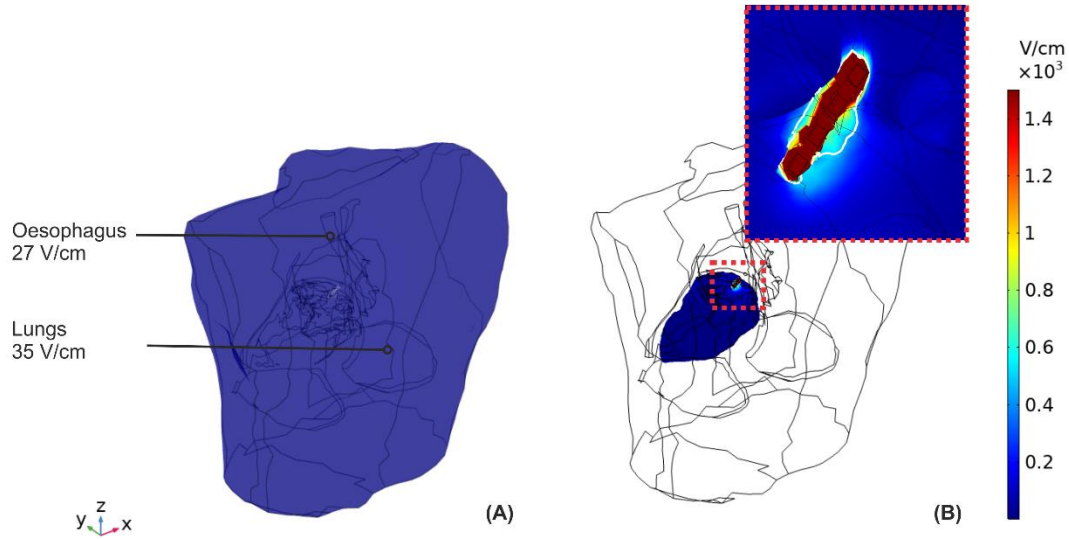 V/cm
×10³
1.4
1.2
1
0.8
0.6
0.4
0.2
Oesophagus
27 V/cm
Lungs
35 V/cm
z
y
x
(A)
(B)